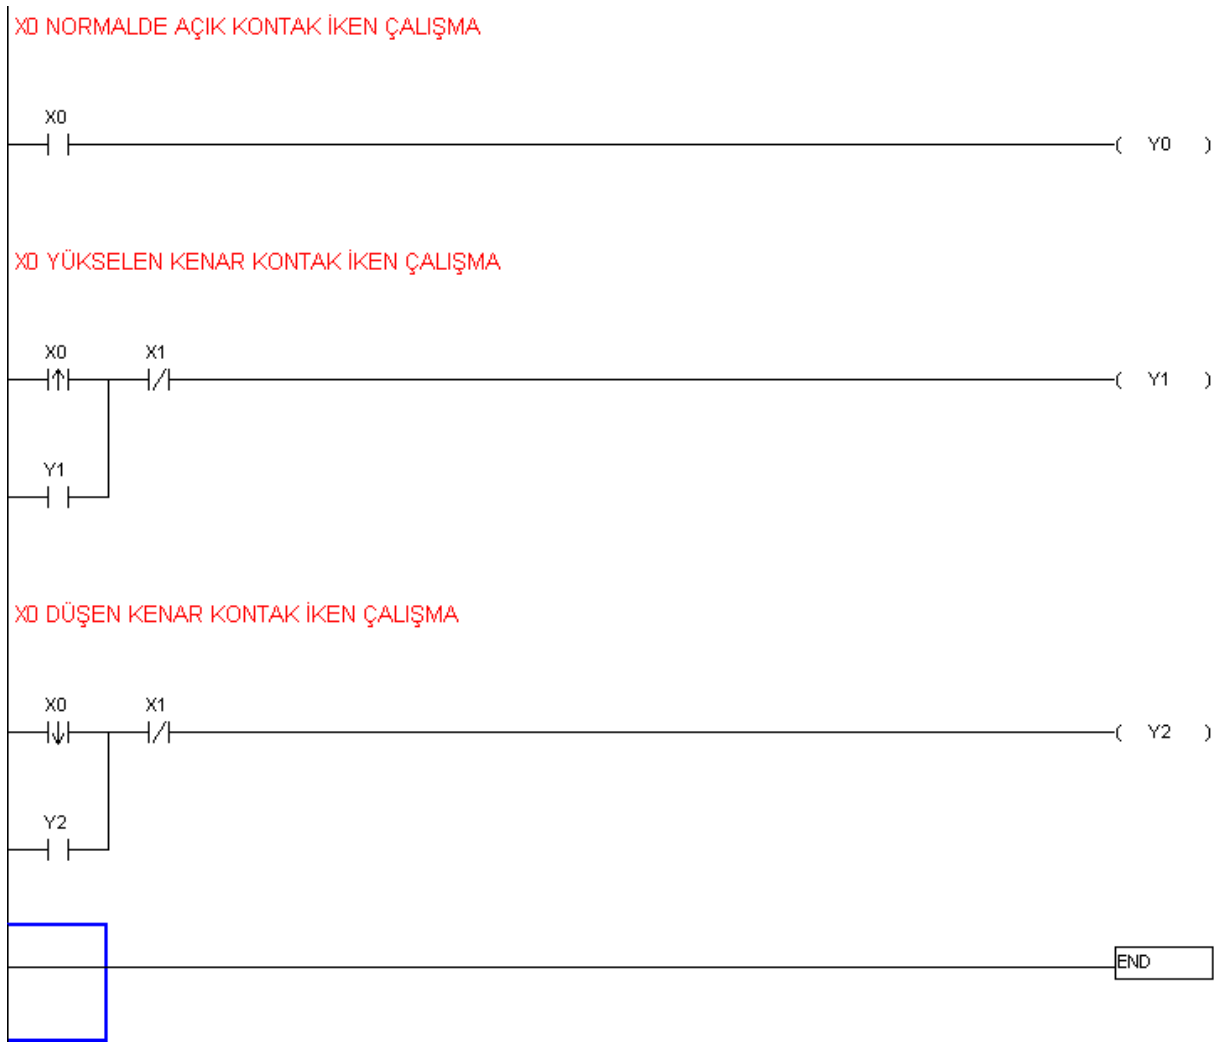 X0 NORMALDE AÇIK KONTAK İKEN ÇALIŞMA
X0
( Y0 )
X0 YÜKSELEN KENAR KONTAK İKEN ÇALIŞMA
X0 X1
( Y1 )
Y1
X0 DÜŞEN KENAR KONTAK İKEN ÇALIŞMA
X0 X1
( Y2 )
Y2
END